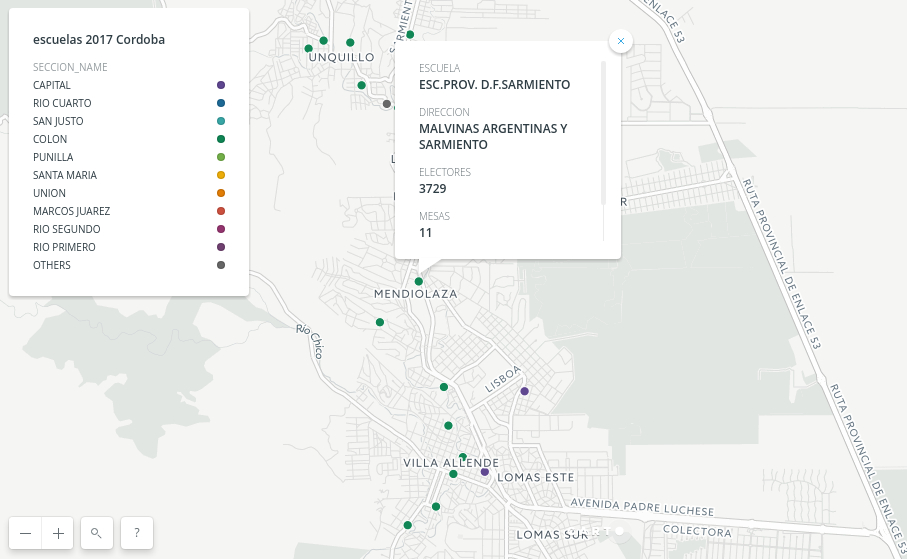 escuelas 2017 Cordoba
SECCION_NAME
CAPITAL
RIO CUARTO
SAN JUSTO
COLON
PUNILLA
SANTA MARIA
UNION
MARCOS JUAREZ
RIO SEGUNDO
RIO PRIMERO
OTHERS
ESCUELA
ESC.PROV. D.F.SARMIENTO
DIRECCION
MALVINAS ARGENTINAS Y
SARMIENTO
ELECTORES
3729
MESAS
11
UNQUILLO
ENLACE 53
RUTA PROVINCIAL DE ENLACE 53
MENDIOLAZA
Río Chico
LISBOA
RUTA PROVINCIAL DE ENLACE 53
VILLA ALLENDE
LOMAS ESTE
AVENIDA PADRE LUCHESE
LOMAS SUR
COLECTORA
?